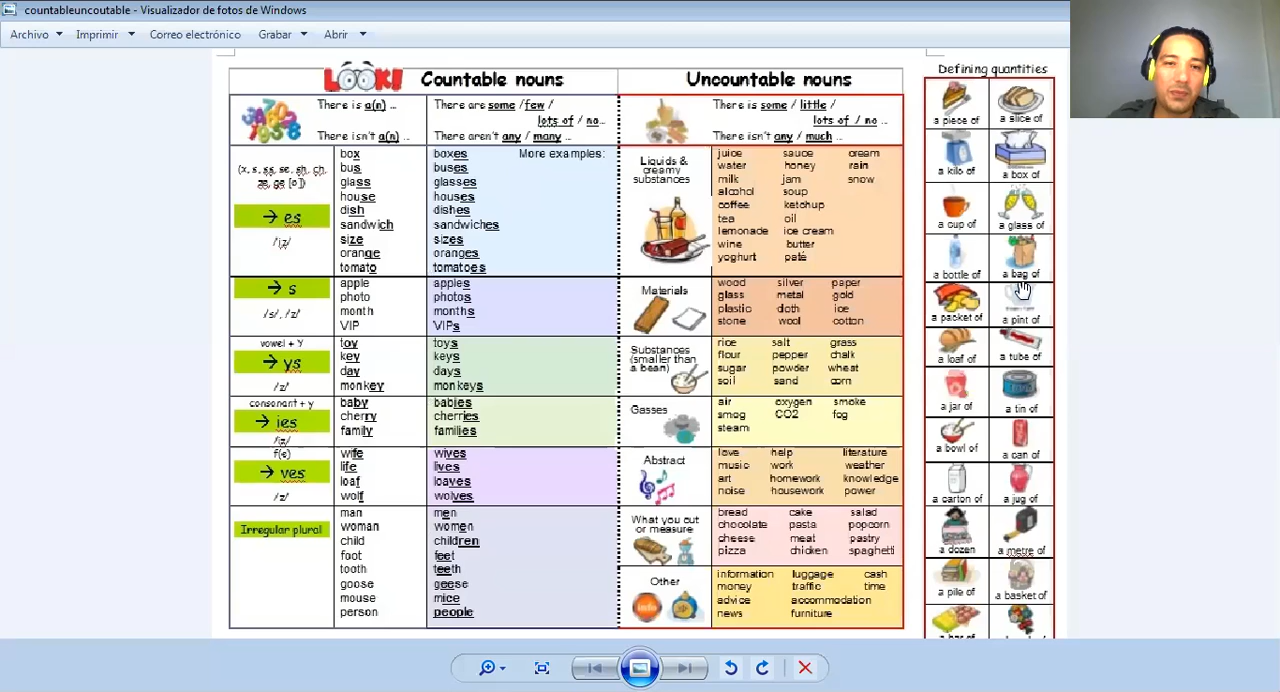 countableuncoutable - Visualizador de fotos de Windows
Archivo Imprimir Correo electrónico Grabar Abrir
LOOK! Countable nouns Uncountable nouns
There is a(n) ...
There isn't a(n) ...
There are some / few /
lots of / no...
There aren't any / many ...
There is some / little /
lots of / no ...
There isn't any / much ...
(x, s, ss, se, sh, ch,
ze, ge [o])
→ es
/iz/
box
bus
glass
house
dish
sandwich
size
orange
tomato
boxes More examples:
buses
glasses
houses
dishes
sandwiches
sizes
oranges
tomatoes
→ s
/s/, /z/
apple
photo
month
VIP
apples
photos
months
VIPs
vowel + Y
→ ys
/z/
toy
key
day
monkey
toys
keys
days
monkeys
consonant + y
→ ies
baby
cherry
family
babies
cherries
families
f(e)
→ ves
/z/
wife
life
loaf
wolf
wives
lives
loaves
wolves
Irregular plural
man
woman
child
foot
tooth
goose
mouse
person
men
women
children
feet
teeth
geese
mice
people
Liquids &
creamy
substances
juice sauce cream
water honey rain
milk jam snow
alcohol soup
coffee ketchup
tea oil
lemonade ice cream
wine butter
yoghurt paté
Materials
wood silver paper
glass metal gold
plastic cloth ice
stone wool cotton
Substances
(smaller than
a bean)
rice salt grass
flour pepper chalk
sugar powder wheat
soil sand corn
Gasses
air oxygen smoke
smog CO2 fog
steam
Abstract
love help literature
music work weather
art homework knowledge
noise housework power
What you cut
or measure
bread cake salad
chocolate pasta popcorn
cheese meat pastry
pizza chicken spaghetti
Other
information luggage cash
money traffic time
advice accommodation
news furniture
Defining quantities
a piece of a slice of
a kilo of a box of
a cup of a glass of
a bottle of a bag of
a packet of a pint of
a loaf of a tube of
a jar of a tin of
a bowl of a can of
a carton of a jug of
a dozen a metre of
a pile of a basket of